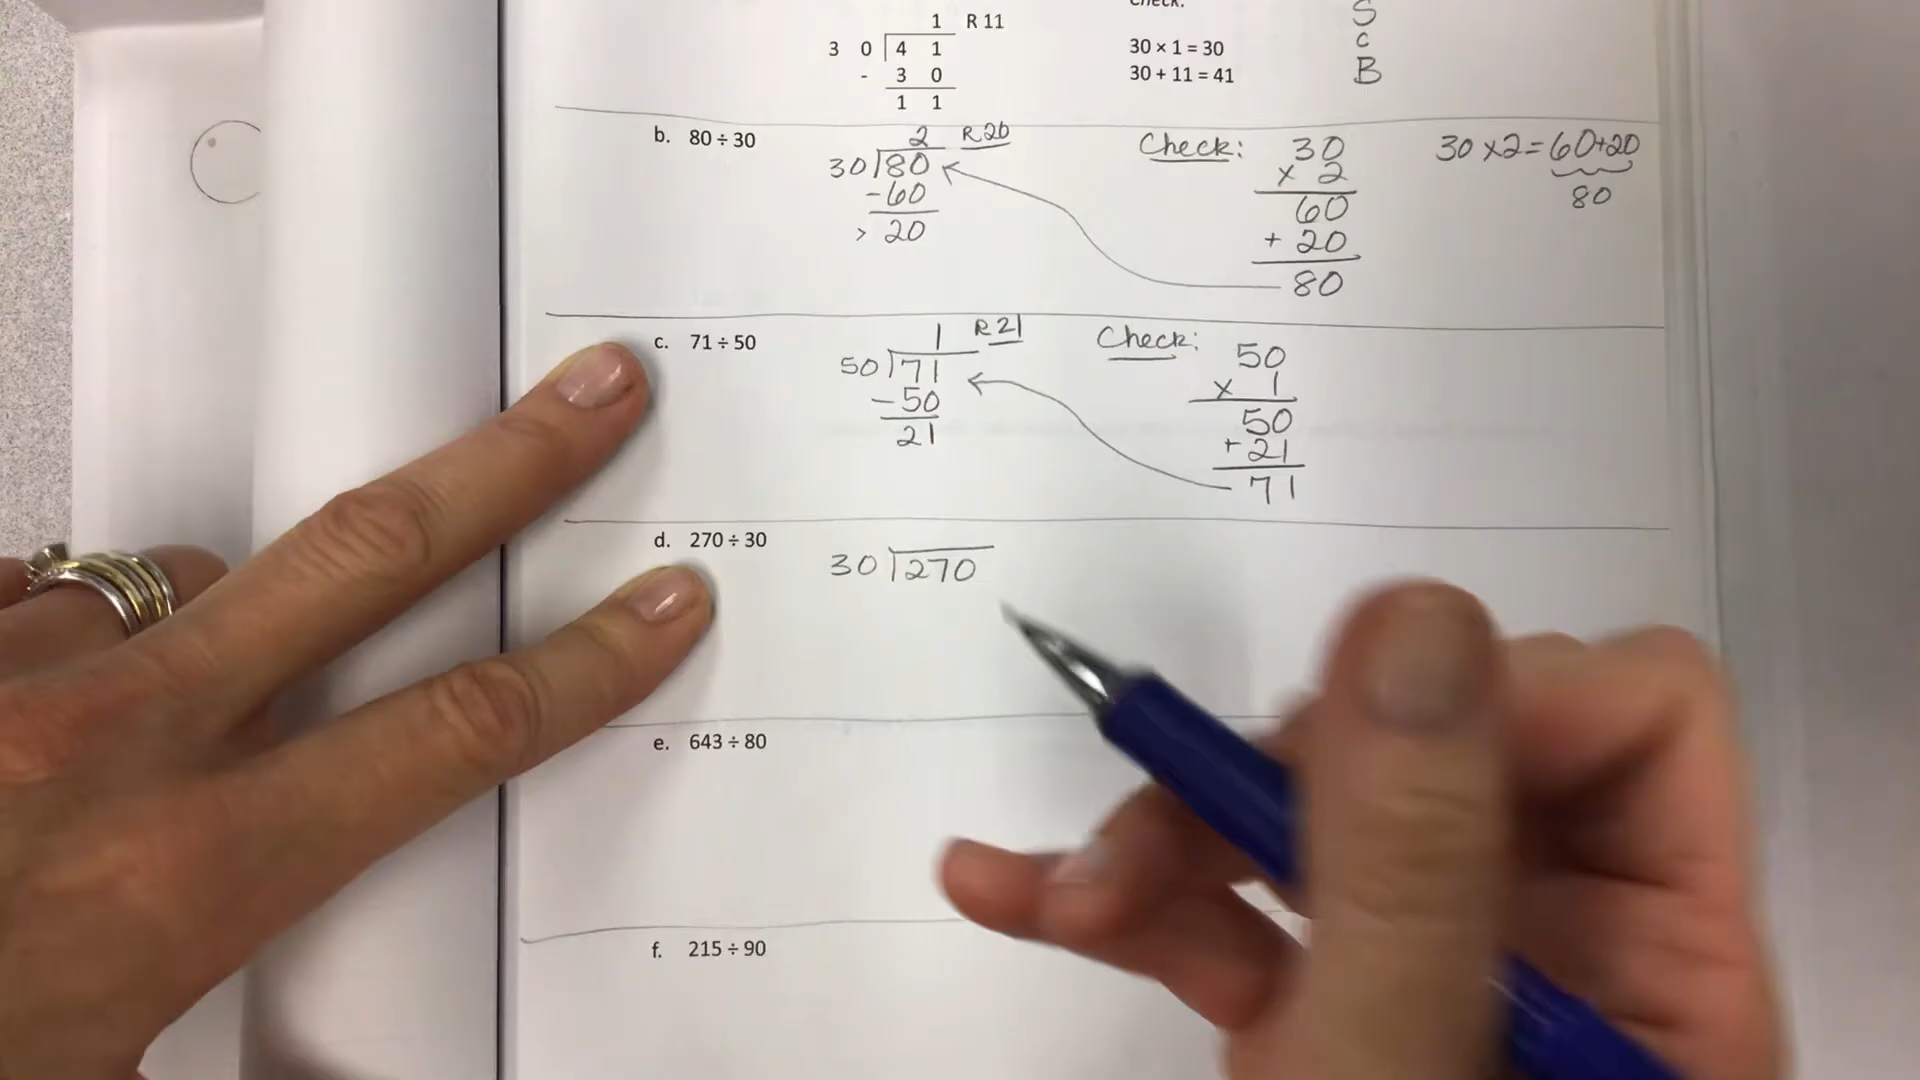 Check:
1 R 11
3 0 4 1
- 3 0
1 1
30 × 1 = 30
30 + 11 = 41
S
C
B
b. 80 ÷ 30
2 R20
30 80
-60
> 20
Check:
30
x 2
60
+ 20
80
30 x2=60+20
80
c. 71 ÷ 50
1 R21
50 71
-50
21
Check:
50
x 1
50
+21
71
d. 270 ÷ 30
30 270
e. 643 ÷ 80
f. 215 ÷ 90